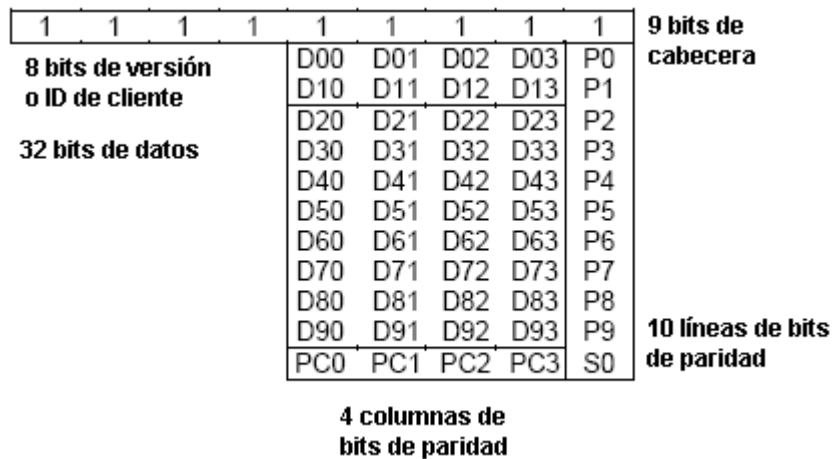 1 1 1 1 1 1 1 1 1
9 bits de
cabecera
8 bits de versión
o ID de cliente
32 bits de datos
D00 D01 D02 D03 P0
D10 D11 D12 D13 P1
D20 D21 D22 D23 P2
D30 D31 D32 D33 P3
D40 D41 D42 D43 P4
D50 D51 D52 D53 P5
D60 D61 D62 D63 P6
D70 D71 D72 D73 P7
D80 D81 D82 D83 P8
D90 D91 D92 D93 P9
PC0 PC1 PC2 PC3 S0
10 líneas de bits
de paridad
4 columnas de
bits de paridad